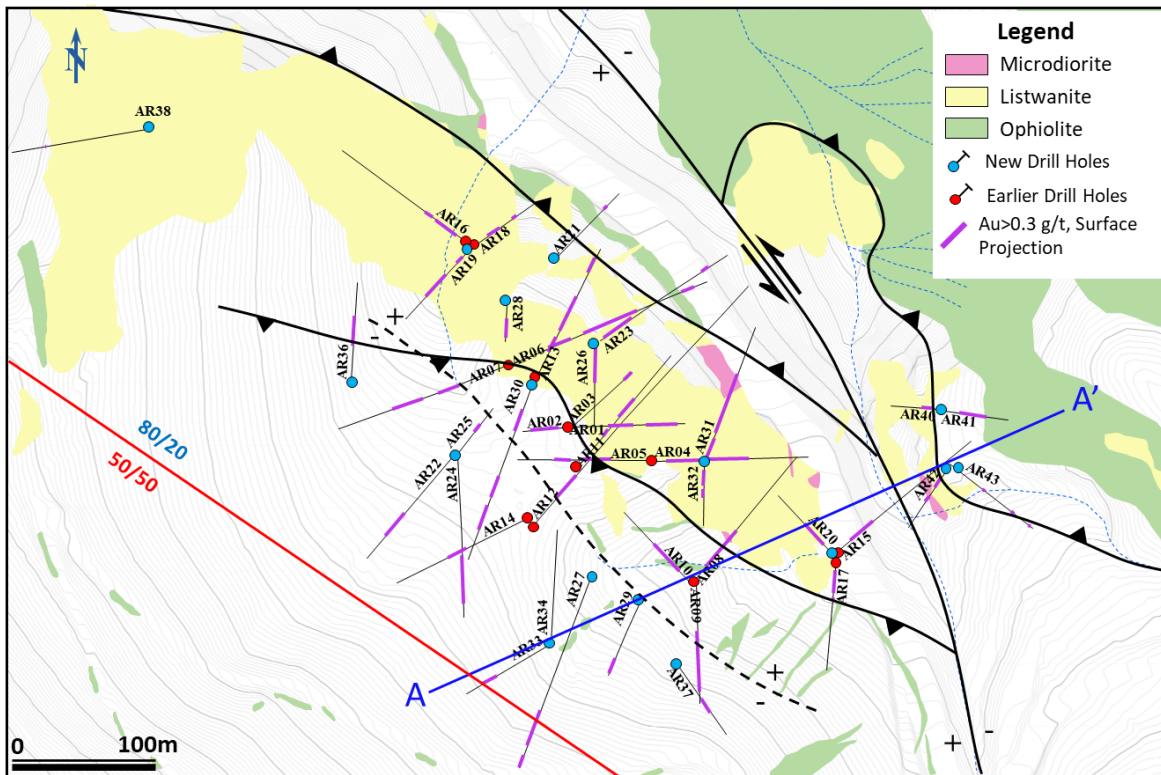 N
Legend
Microdiorite
Listwanite
Ophiolite
New Drill Holes
Earlier Drill Holes
Au>0.3 g/t, Surface
Projection
-
+
AR38
AR16
AR18
AR19
AR21
AR28
AR23
AR26
+
-
AR36
AR07
AR06
AR13
AR30
AR02
AR03
AR01
AR25
AR22
AR24
AR11
AR05
AR04
AR31
AR32
AR40
AR41
A'
AR42
AR43
80/20
50/50
AR14
AR20
AR15
AR17
AR10
AR08
AR09
AR27
AR29
AR34
AR33
AR37
A
+
-
+
-
0
100m